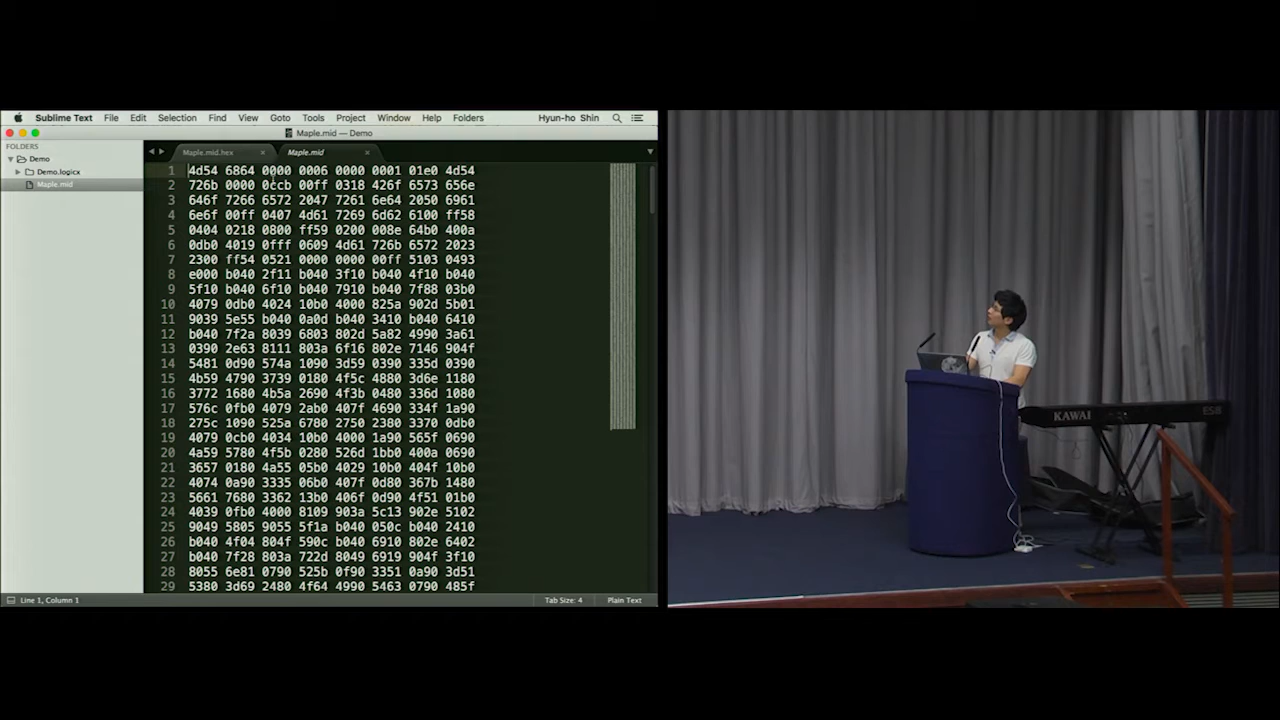 Sublime Text File Edit Selection Find View Goto Tools Project Window Help Folders Hyun-ho Shin
Maple.mid — Demo
FOLDERS
Demo
Demo.logicx
Maple.mid
Maple.mid.hex Maple.mid
1 4d54 6864 0000 0006 0000 0001 01e0 4d54
2 726b 0000 0ccb 00ff 0318 426f 6573 656e
3 646f 7266 6572 2047 7261 6e64 2050 6961
4 6e6f 00ff 0407 4d61 7269 6d62 6100 ff58
5 0404 0218 0800 ff59 0200 008e 64b0 400a
6 0db0 4019 0fff 0609 4d61 726b 6572 2023
7 2300 ff54 0521 0000 0000 00ff 5103 0493
8 e000 b040 2f11 b040 3f10 b040 4f10 b040
9 5f10 b040 6f10 b040 7910 b040 7f88 03b0
10 4079 0db0 4024 10b0 4000 825a 902d 5b01
11 9039 5e55 b040 0a0d b040 3410 b040 6410
12 b040 7f2a 8039 6803 802d 5a82 4990 3a61
13 0390 2e63 8111 803a 6f16 802e 7146 904f
14 5481 0d90 574a 1090 3d59 0390 335d 0390
15 4b59 4790 3739 0180 4f5c 4880 3d6e 1180
16 3772 1680 4b5a 2690 4f3b 0480 336d 1080
17 576c 0fb0 4079 2ab0 407f 4690 334f 1a90
18 275c 1090 525a 6780 2750 2380 3370 0db0
19 4079 0cb0 4034 10b0 4000 1a90 565f 0690
20 4a59 5780 4f5b 0280 526d 1bb0 400a 0690
21 3657 0180 4a55 05b0 4029 10b0 404f 10b0
22 4074 0a90 3335 06b0 407f 0d80 367b 1480
23 5661 7680 3362 13b0 406f 0d90 4f51 01b0
24 4039 0fb0 4000 8109 903a 5c13 902e 5102
25 9049 5805 9055 5f1a b040 050c b040 2410
26 b040 4f04 804f 590c b040 6910 802e 6402
27 b040 7f28 803a 722d 8049 6919 904f 3f10
28 8055 6e81 0790 525b 0f90 3351 0a90 3d51
29 5380 3d69 2480 4f64 4990 5463 0790 485f
Line 1, Column 1 Tab Size: 4 Plain Text
KAWAI ES8